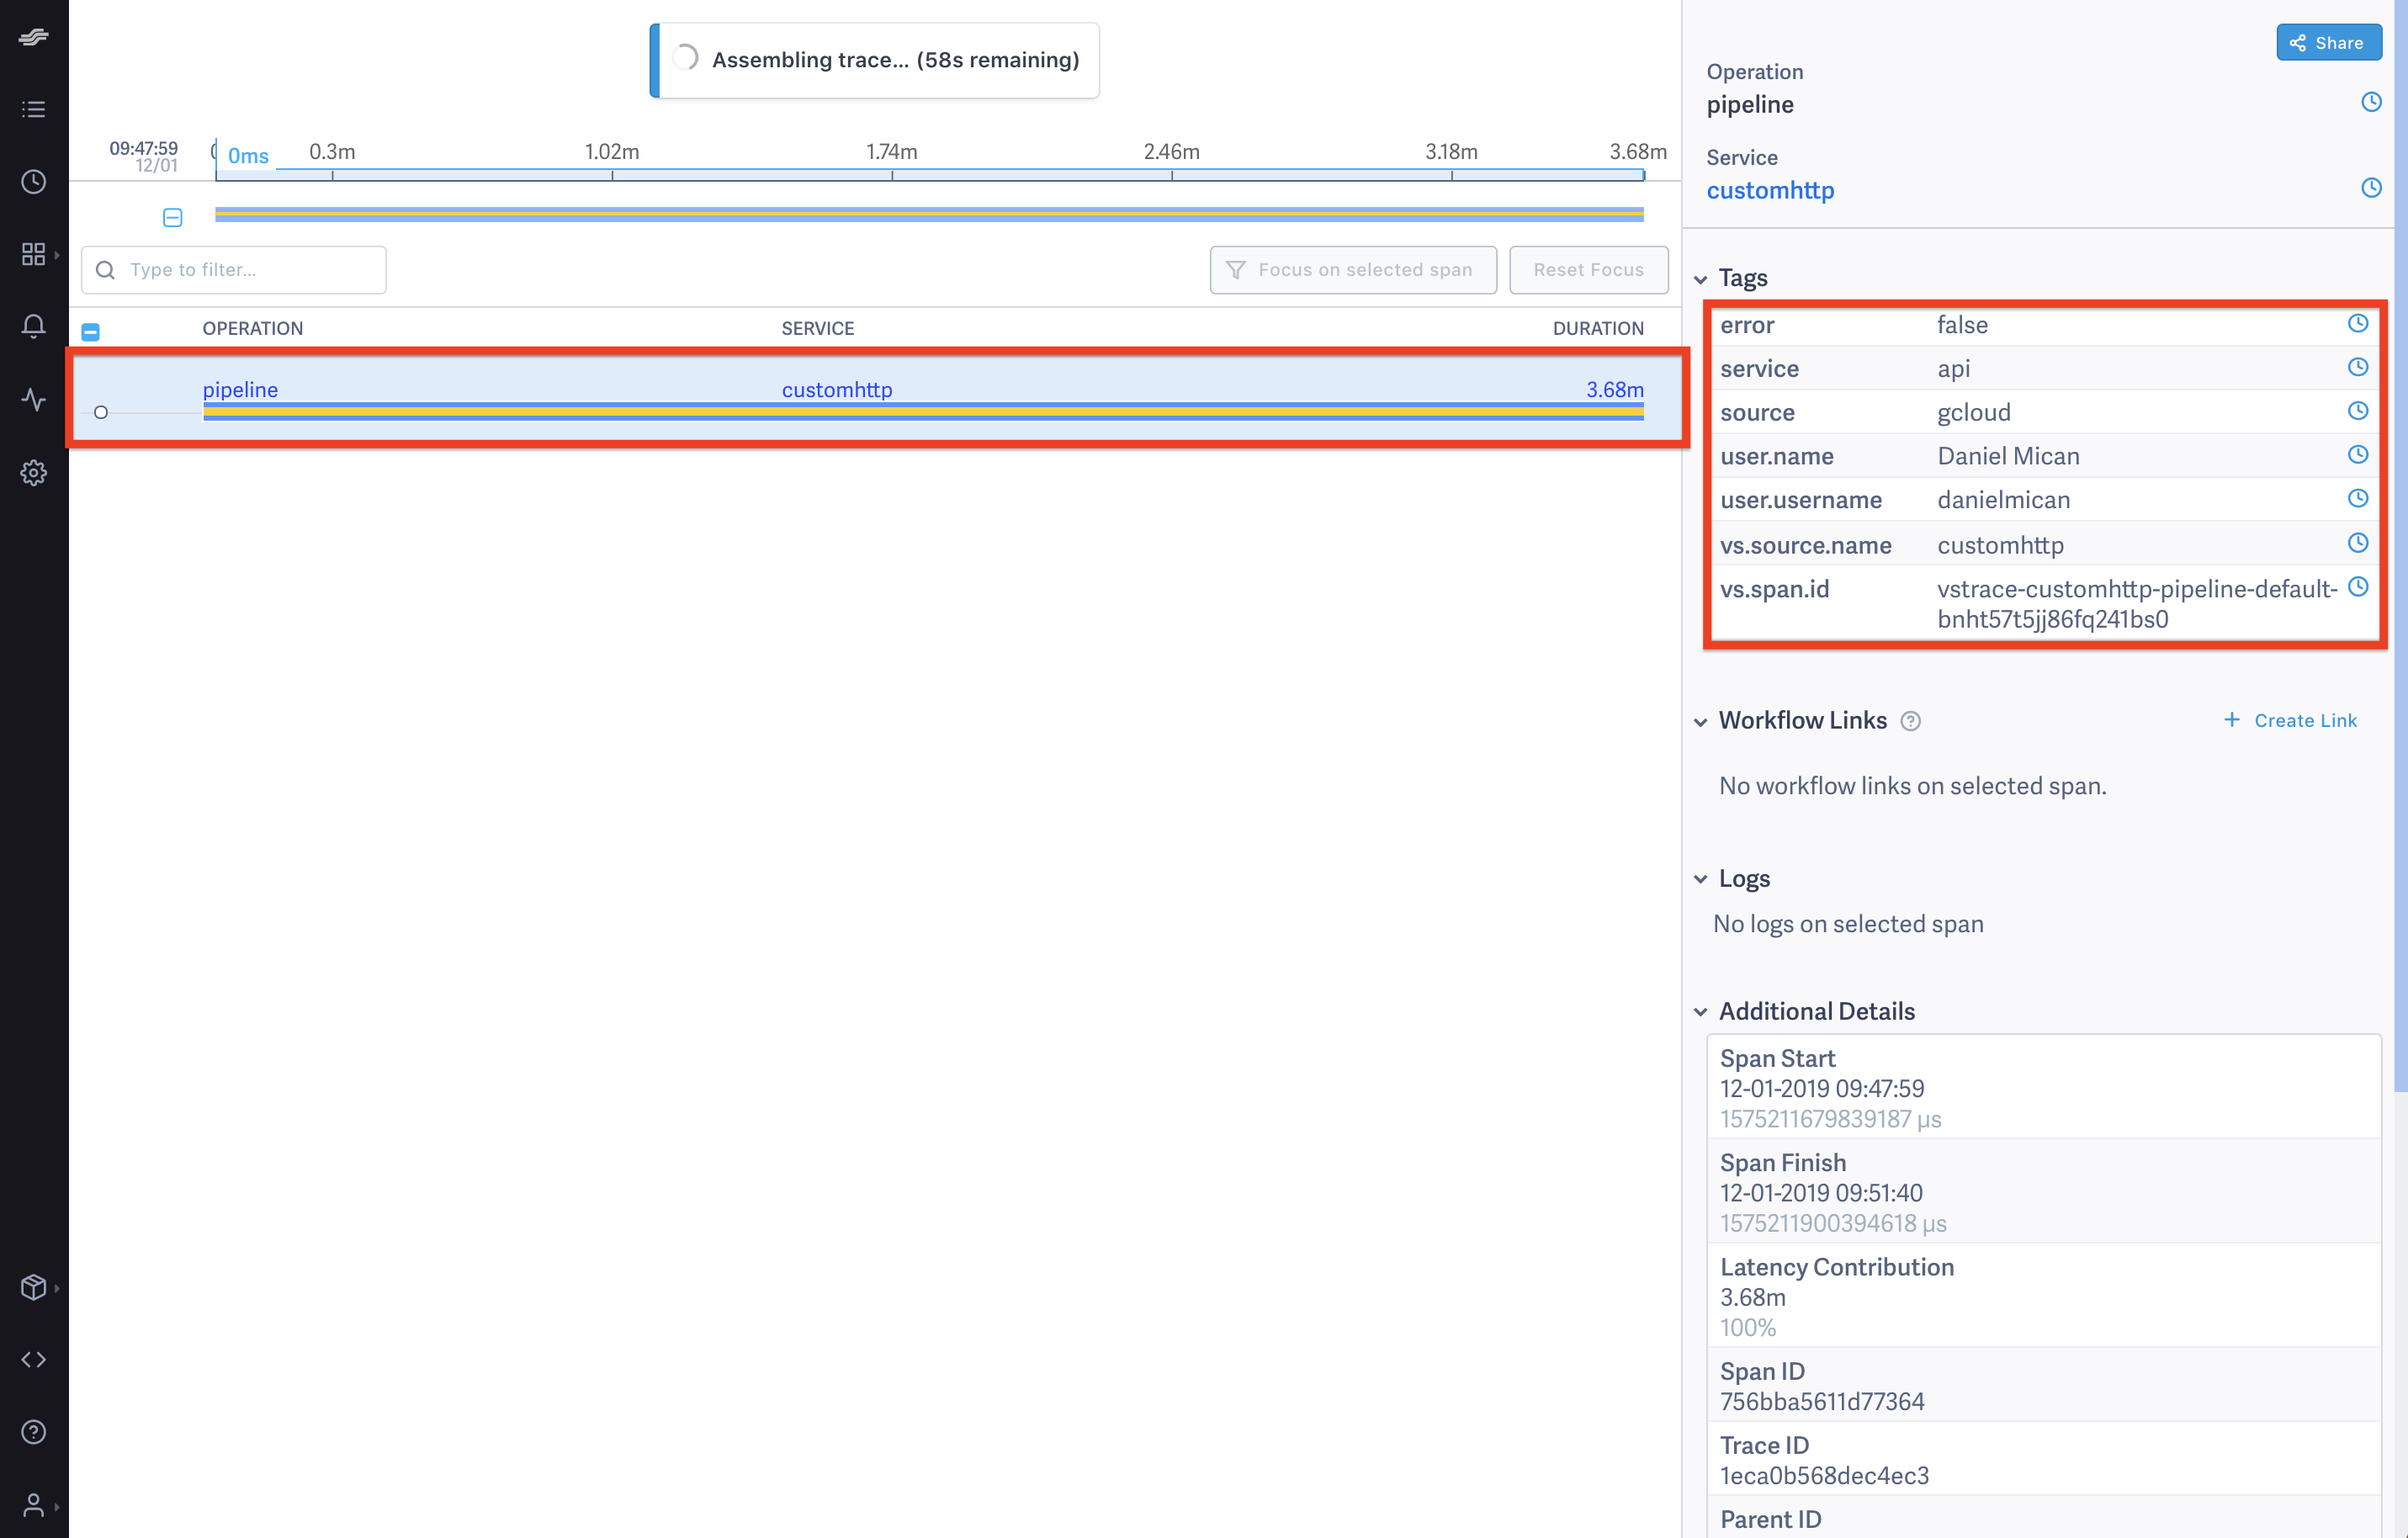 Assembling trace... (58s remaining)
09:47:59
12/01
0ms
0.3m
1.02m
1.74m
2.46m
3.18m
3.68m
Type to filter...
Focus on selected span
Reset Focus
OPERATION SERVICE DURATION
pipeline customhttp 3.68m
Share
Operation
pipeline
Service
customhttp
Tags
error false
service api
source gcloud
user.name Daniel Mican
user.username danielmican
vs.source.name customhttp
vs.span.id vstrace-customhttp-pipeline-default-
bnht57t5jj86fq241bs0
Workflow Links ?
+ Create Link
No workflow links on selected span.
Logs
No logs on selected span
Additional Details
Span Start
12-01-2019 09:47:59
1575211679839187 μs
Span Finish
12-01-2019 09:51:40
1575211900394618 μs
Latency Contribution
3.68m
100%
Span ID
756bba5611d77364
Trace ID
1eca0b568dec4ec3
Parent ID